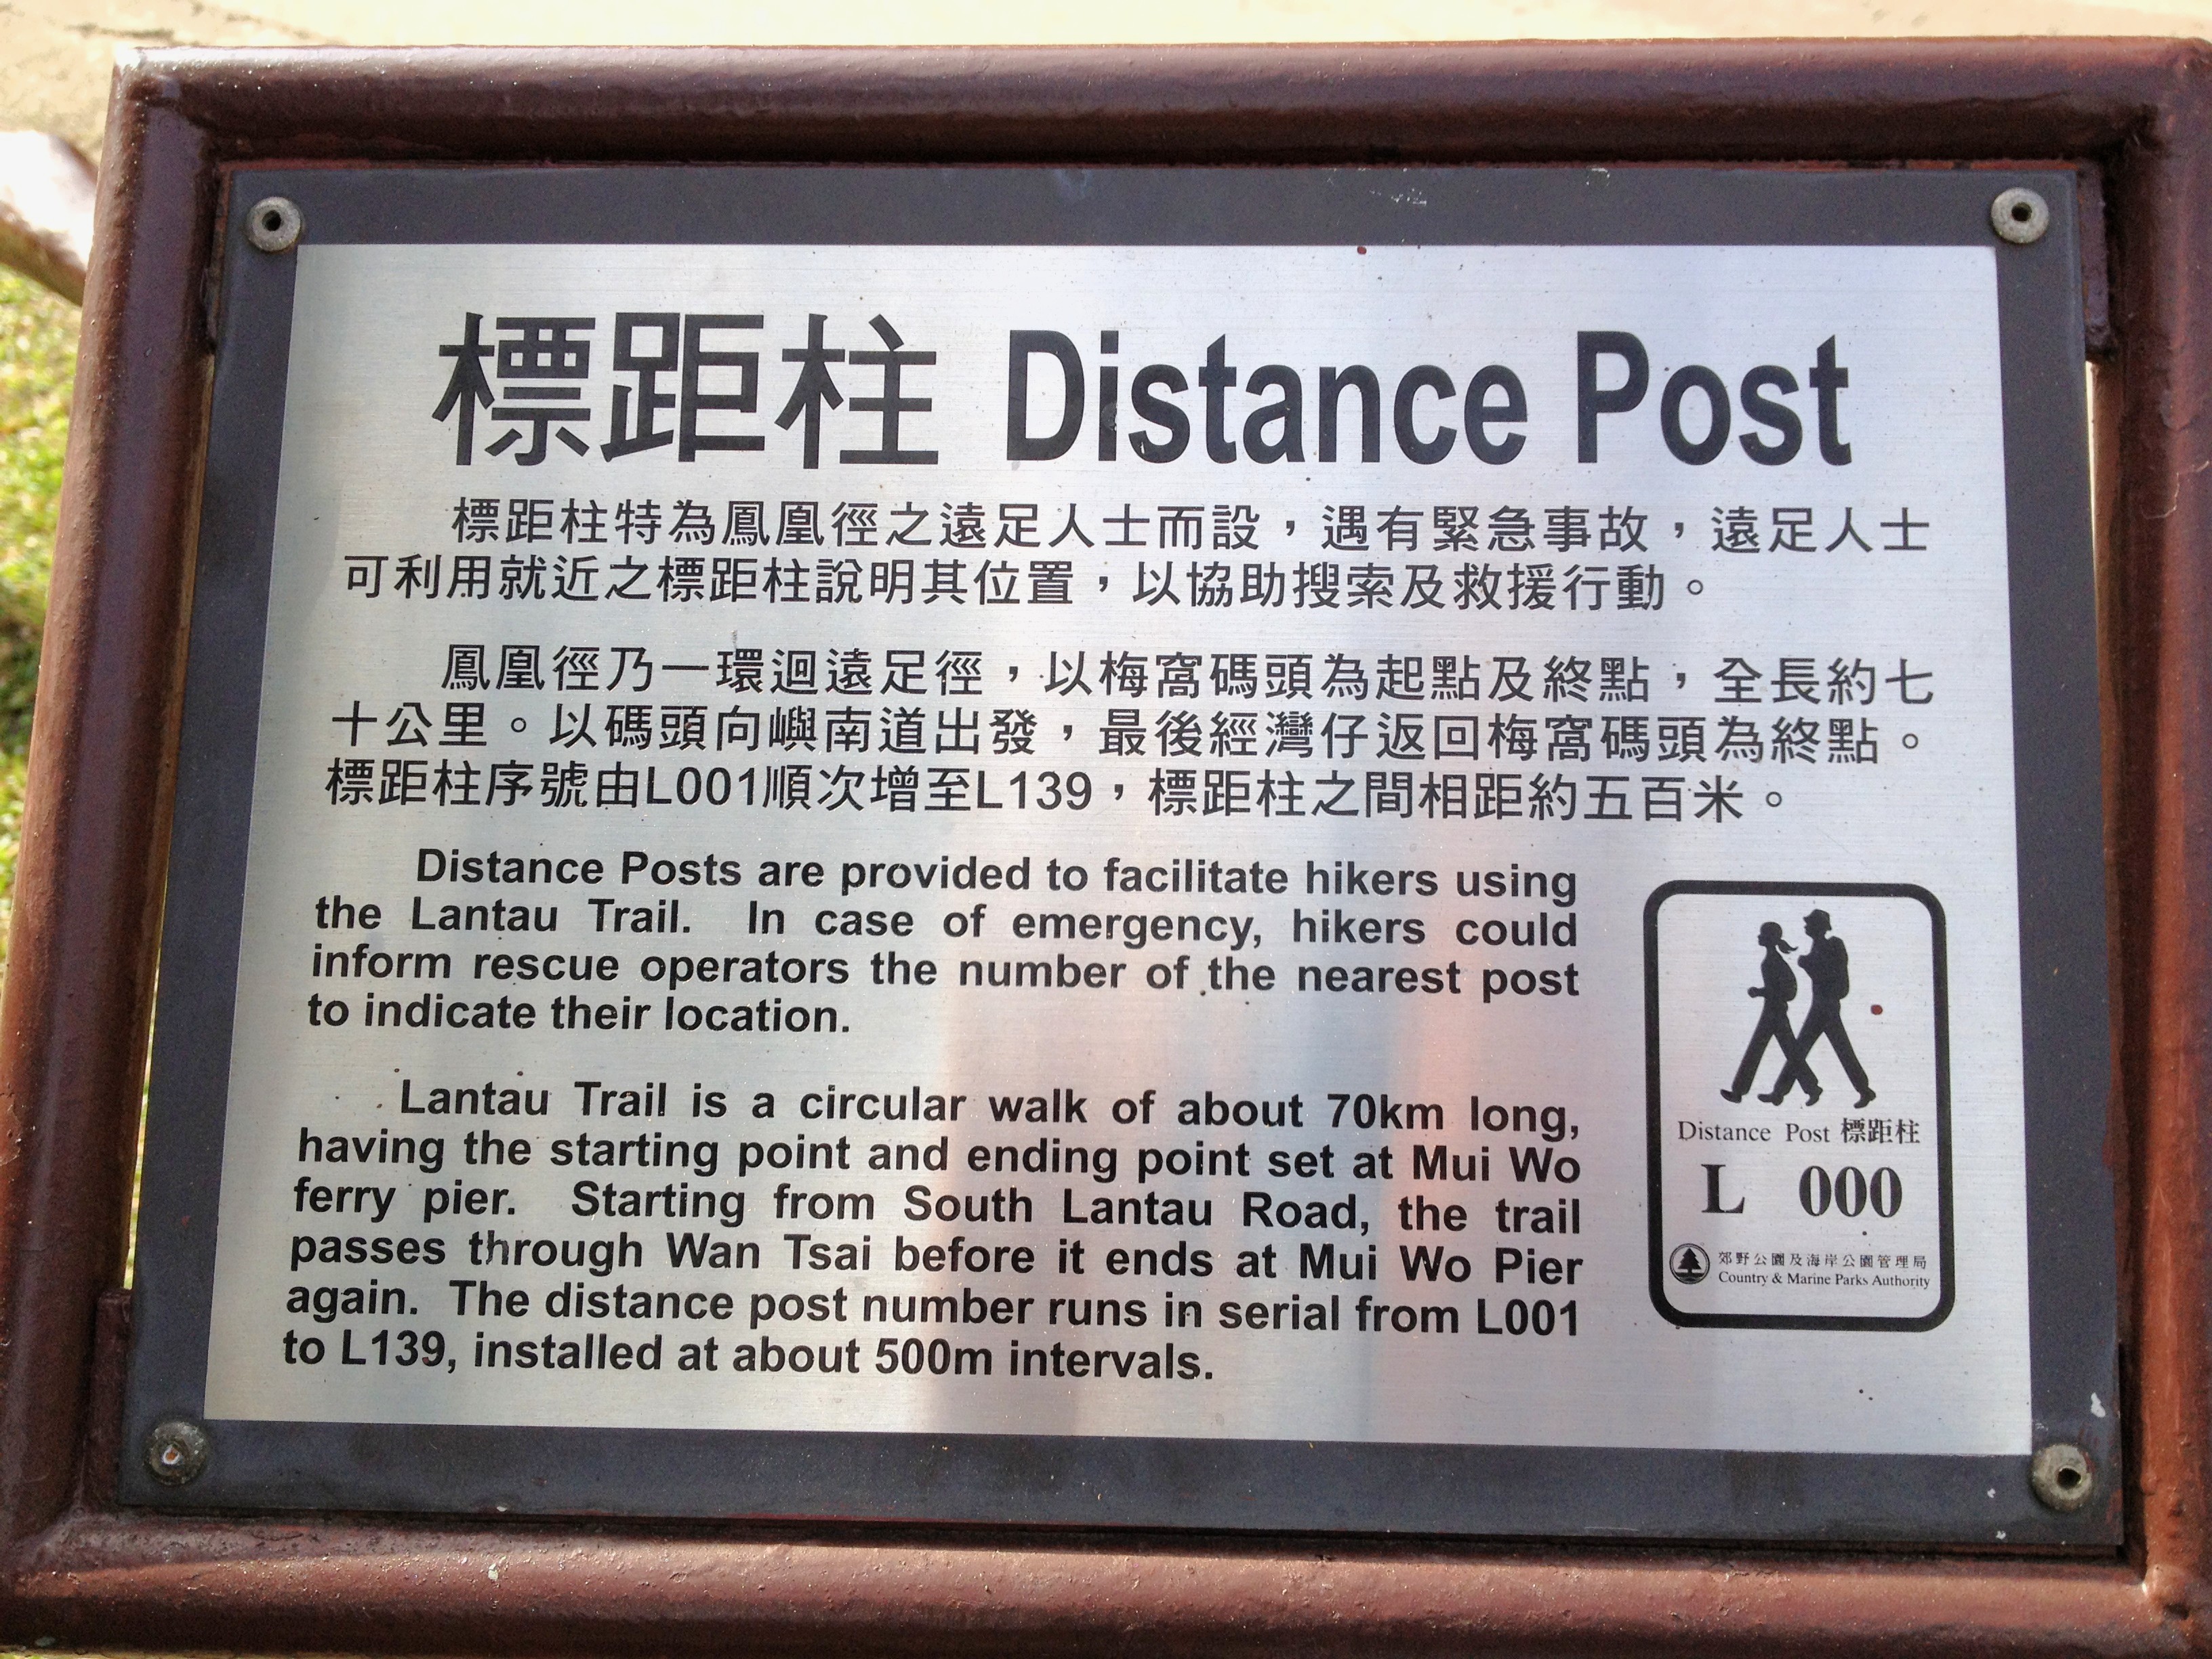 標距柱 Distance Post
標距柱特為鳳凰徑之遠足人士而設，遇有緊急事故，遠足人士
可利用就近之標距柱說明其位置，以協助搜索及救援行動。
鳳凰徑乃一環迴遠足徑，以梅窩碼頭為起點及終點，全長約七
十公里。以碼頭向嶼南道出發，最後經灣仔返回梅窩碼頭為終點。
標距柱序號由L001順次增至L139，標距柱之間相距約五百米。
Distance Posts are provided to facilitate hikers using
the Lantau Trail. In case of emergency, hikers could
inform rescue operators the number of the nearest post
to indicate their location.
Lantau Trail is a circular walk of about 70km long,
having the starting point and ending point set at Mui Wo
ferry pier. Starting from South Lantau Road, the trail
passes through Wan Tsai before it ends at Mui Wo Pier
again. The distance post number runs in serial from L001
to L139, installed at about 500m intervals.
Distance Post 標距柱
L 000
郊野公園及海岸公園管理局
Country & Marine Parks Authority